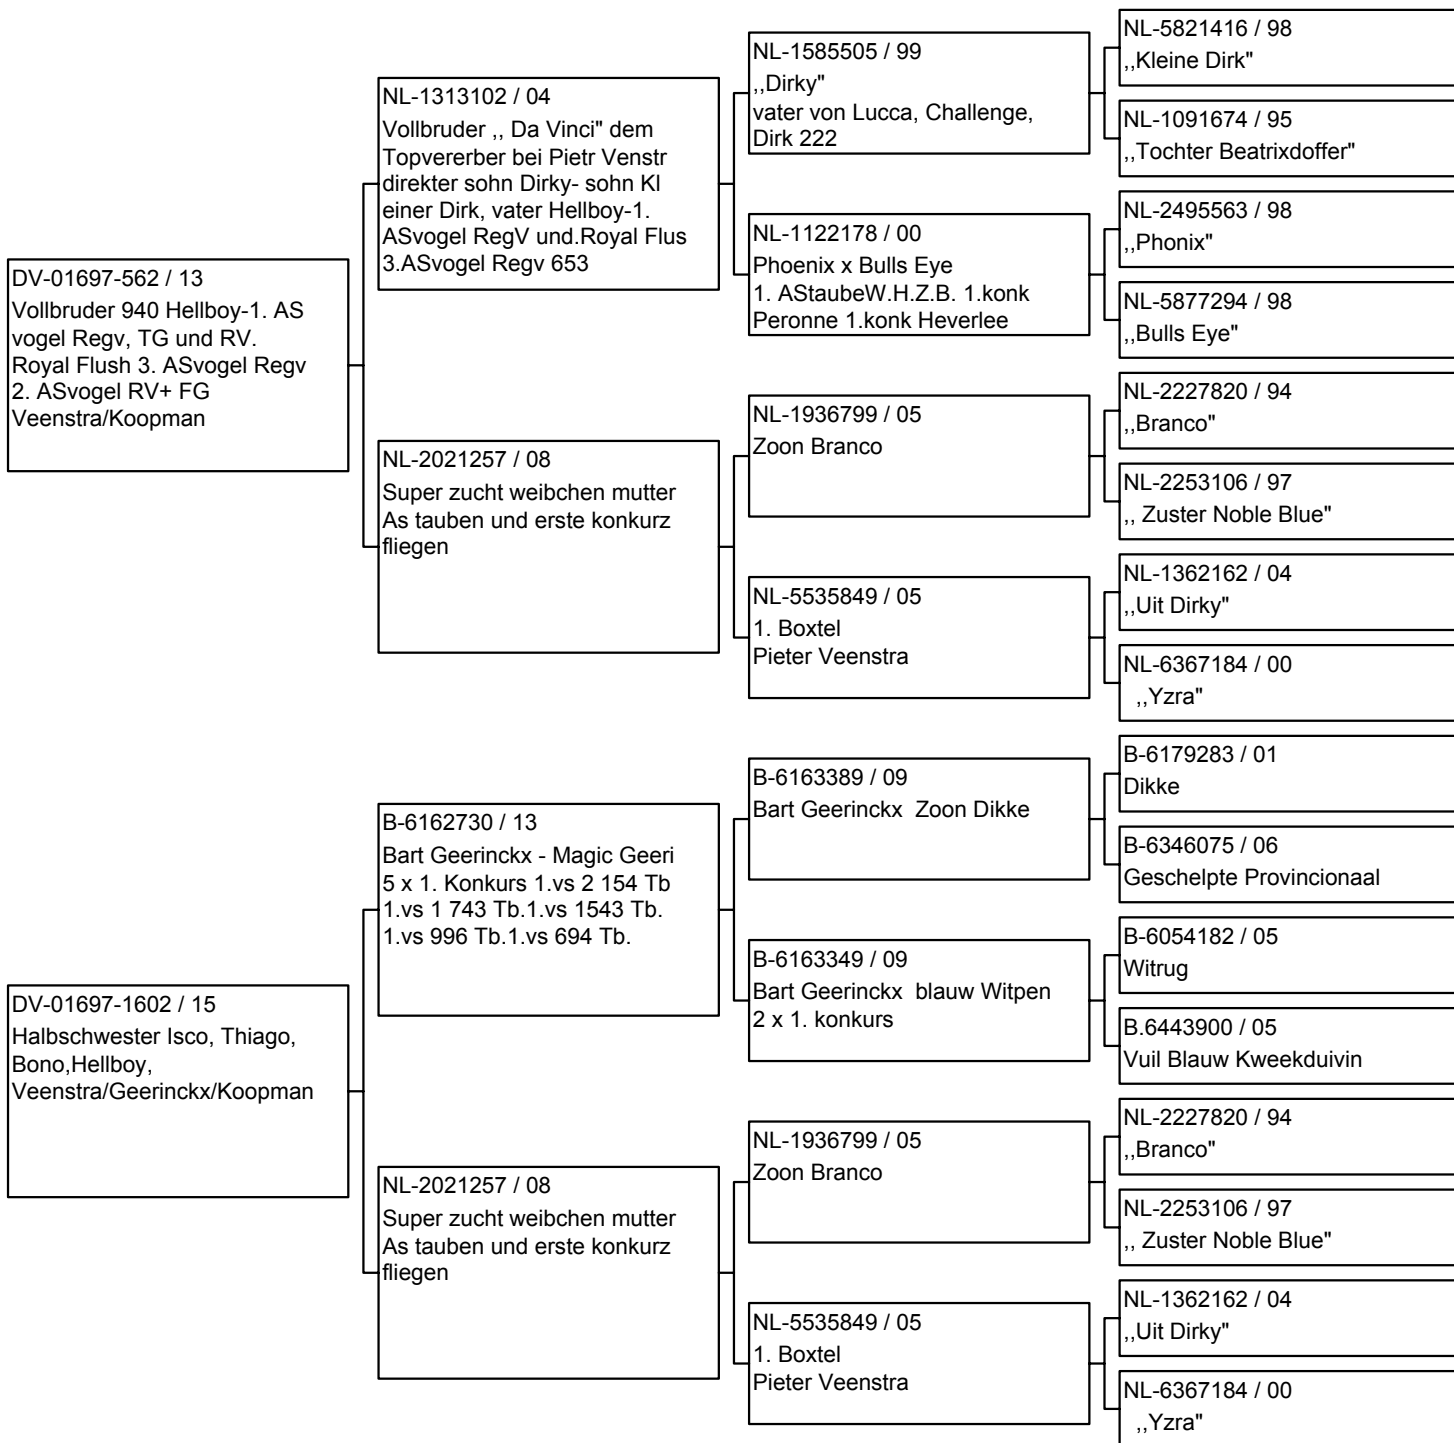 DV-01697-562 / 13
Vollbruder 940 Hellboy-1. AS
vogel Regv, TG und RV.
Royal Flush 3. ASvogel Regv
2. ASvogel RV+ FG
Veenstra/Koopman
DV-01697-1602 / 15
Halbschwester Isco, Thiago,
Bono,Hellboy,
Veenstra/Geerinckx/Koopman
NL-1313102 / 04
Vollbruder ,, Da Vinci" dem
Topvererber bei Pietr Venstr
direkter sohn Dirky- sohn Kl
einer Dirk, vater Hellboy-1.
ASvogel RegV und.Royal Flus
3.ASvogel Regv 653
NL-2021257 / 08
Super zucht weibchen mutter
As tauben und erste konkurz
fliegen
B-6162730 / 13
Bart Geerinckx - Magic Geeri
5 x 1. Konkurs 1.vs 2 154 Tb
1.vs 1 743 Tb.1.vs 1543 Tb.
1.vs 996 Tb.1.vs 694 Tb.
NL-2021257 / 08
Super zucht weibchen mutter
As tauben und erste konkurz
fliegen
NL-1585505 / 99
,,Dirky"
vater von Lucca, Challenge,
Dirk 222
NL-1122178 / 00
Phoenix x Bulls Eye
1. AStaubeW.H.Z.B. 1.konk
Peronne 1.konk Heverlee
NL-1936799 / 05
Zoon Branco
NL-5535849 / 05
1. Boxtel
Pieter Veenstra
B-6163389 / 09
Bart Geerinckx  Zoon Dikke
B-6163349 / 09
Bart Geerinckx  blauw Witpen
2 x 1. konkurs
NL-1936799 / 05
Zoon Branco
NL-5535849 / 05
1. Boxtel
Pieter Veenstra
NL-5821416 / 98
,,Kleine Dirk"
NL-1091674 / 95
,,Tochter Beatrixdoffer"
NL-2495563 / 98
,,Phonix"
NL-5877294 / 98
,,Bulls Eye"
NL-2227820 / 94
,,Branco"
NL-2253106 / 97
,, Zuster Noble Blue"
NL-1362162 / 04
,,Uit Dirky"
NL-6367184 / 00
,,Yzra"
B-6179283 / 01
Dikke
B-6346075 / 06
Geschelpte Provincionaal
B-6054182 / 05
Witrug
B.6443900 / 05
Vuil Blauw Kweekduivin
NL-2227820 / 94
,,Branco"
NL-2253106 / 97
,, Zuster Noble Blue"
NL-1362162 / 04
,,Uit Dirky"
NL-6367184 / 00
,,Yzra"